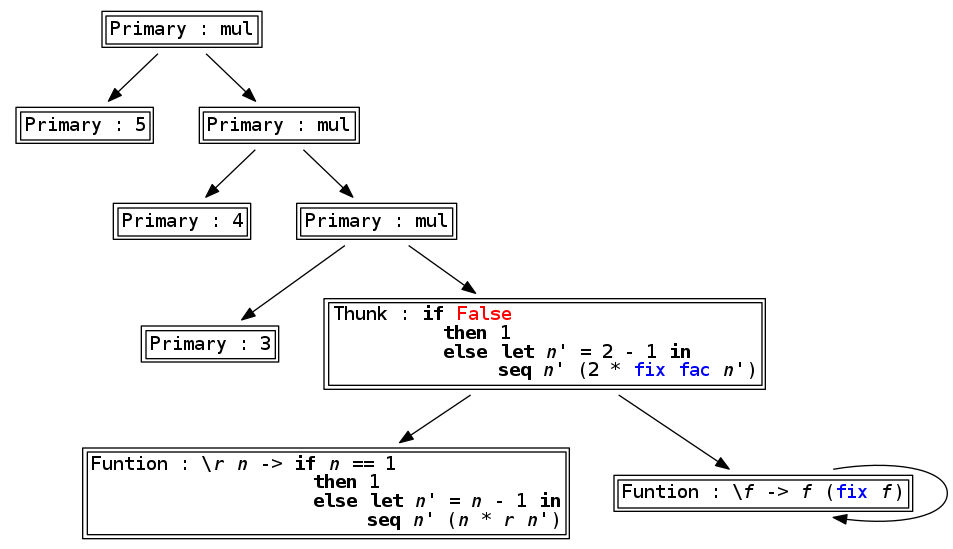 Primary : mul
Primary : 5
Primary : mul
Primary : 4
Primary : mul
Primary : 3
Thunk : if False
then 1
else let n' = 2 - 1 in
seq n' (2 * fix fac n')
Funtion : \r n -> if n == 1
then 1
else let n' = n - 1 in
seq n' (n * r n')
Funtion : \f -> f (fix f)